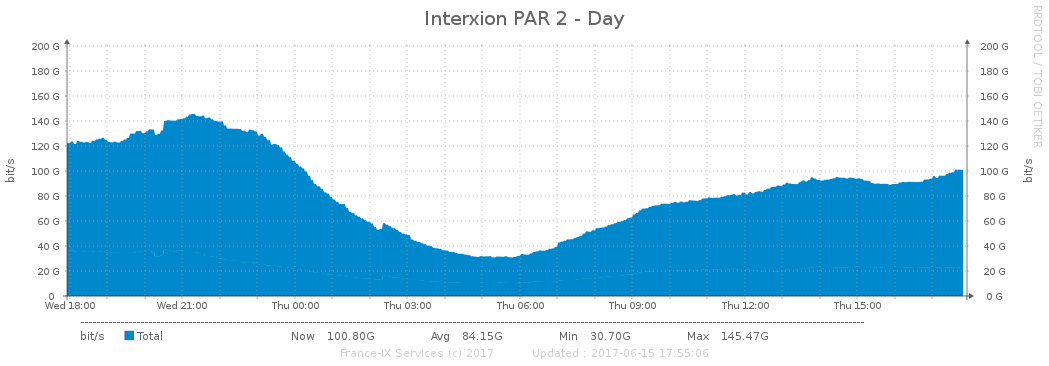 Interxion PAR 2 - Day
RRDTOOL / TOBI OETIKER
bit/s
bit/s
200 G 200 G
180 G 180 G
160 G 160 G
140 G 140 G
120 G 120 G
100 G 100 G
80 G 80 G
60 G 60 G
40 G 40 G
20 G 20 G
0 0 G
Wed 18:00 Wed 21:00 Thu 00:00 Thu 03:00 Thu 06:00 Thu 09:00 Thu 12:00 Thu 15:00
bit/s Total Now 100.80G Avg 84.15G Min 30.70G Max 145.47G
France-IX Services (c) 2017 Updated : 2017-06-15 17:55:06